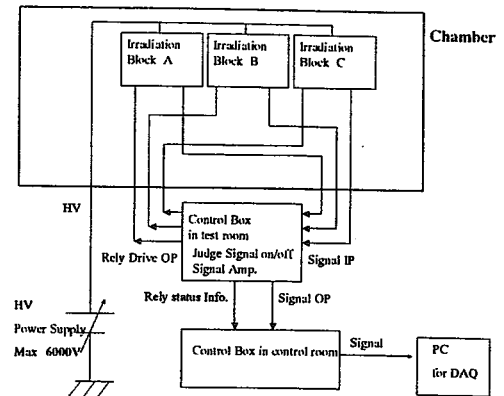 Chamber
Irradiation
Block A
Irradiation
Block B
Irradiation
Block C
HV
Control Box
in test room
Judge Signal on/off
Signal Amp.
Rely Drive OP
Signal IP
Rely status Info.
Signal OP
HV
Power Supply
Max 6000V
Control Box in control room
Signal
PC
for DAQ